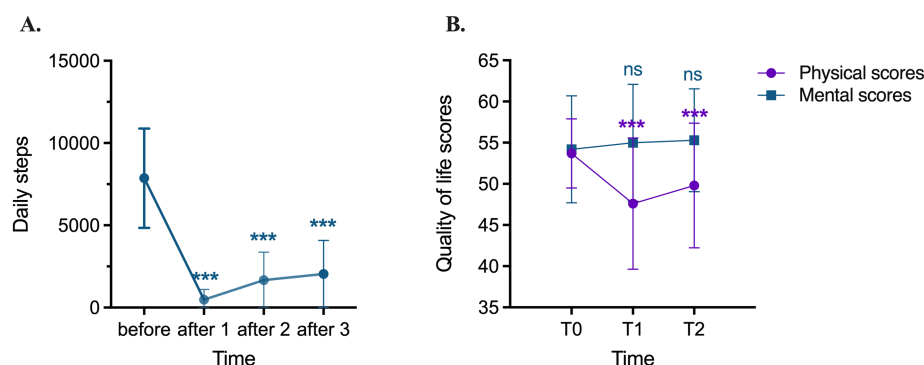 A.
15000
10000
5000
0
Daily steps
***
***
***
before after 1 after 2 after 3
Time
B.
65
60
55
50
45
40
35
Quality of life scores
ns
ns
***
***
T0 T1 T2
Time
Physical scores
Mental scores